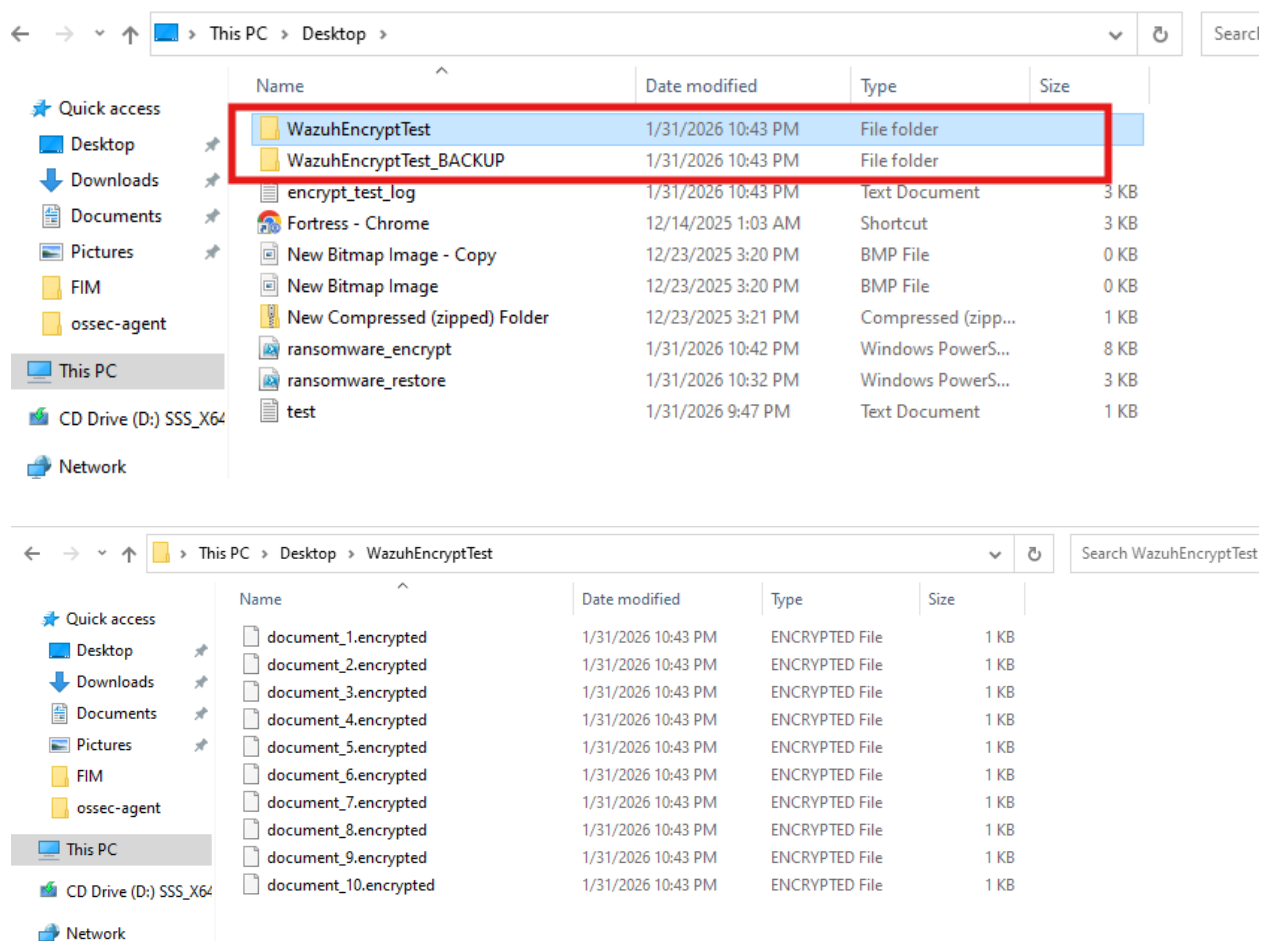 This PC > Desktop >
Search
Name Date modified Type Size
Quick access
Desktop
Downloads
Documents
Pictures
FIM
ossec-agent
This PC
CD Drive (D:) SSS_X64
Network
WazuhEncryptTest 1/31/2026 10:43 PM File folder
WazuhEncryptTest_BACKUP 1/31/2026 10:43 PM File folder
encrypt_test_log 1/31/2026 10:43 PM Text Document 3 KB
Fortress - Chrome 12/14/2025 1:03 AM Shortcut 3 KB
New Bitmap Image - Copy 12/23/2025 3:20 PM BMP File 0 KB
New Bitmap Image 12/23/2025 3:20 PM BMP File 0 KB
New Compressed (zipped) Folder 12/23/2025 3:21 PM Compressed (zipp... 1 KB
ransomware_encrypt 1/31/2026 10:42 PM Windows PowerS... 8 KB
ransomware_restore 1/31/2026 10:32 PM Windows PowerS... 3 KB
test 1/31/2026 9:47 PM Text Document 1 KB
This PC > Desktop > WazuhEncryptTest
Search WazuhEncryptTest
Name Date modified Type Size
Quick access
Desktop
Downloads
Documents
Pictures
FIM
ossec-agent
This PC
CD Drive (D:) SSS_X64
Network
document_1.encrypted 1/31/2026 10:43 PM ENCRYPTED File 1 KB
document_2.encrypted 1/31/2026 10:43 PM ENCRYPTED File 1 KB
document_3.encrypted 1/31/2026 10:43 PM ENCRYPTED File 1 KB
document_4.encrypted 1/31/2026 10:43 PM ENCRYPTED File 1 KB
document_5.encrypted 1/31/2026 10:43 PM ENCRYPTED File 1 KB
document_6.encrypted 1/31/2026 10:43 PM ENCRYPTED File 1 KB
document_7.encrypted 1/31/2026 10:43 PM ENCRYPTED File 1 KB
document_8.encrypted 1/31/2026 10:43 PM ENCRYPTED File 1 KB
document_9.encrypted 1/31/2026 10:43 PM ENCRYPTED File 1 KB
document_10.encrypted 1/31/2026 10:43 PM ENCRYPTED File 1 KB